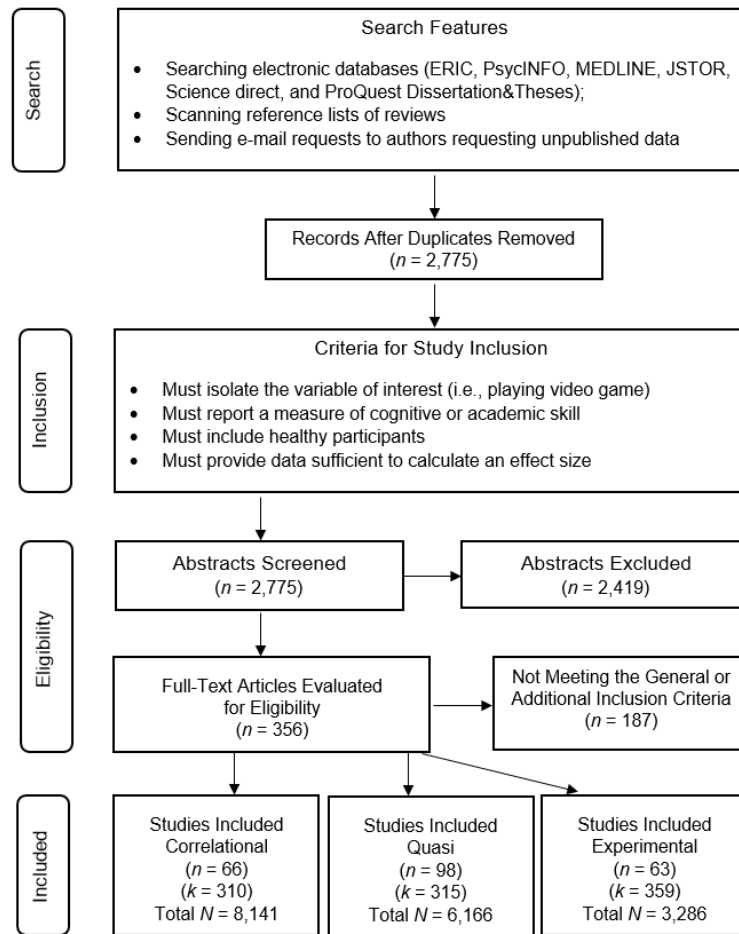 Search
Search Features
• Searching electronic databases (ERIC, PsycINFO, MEDLINE, JSTOR,
Science direct, and ProQuest Dissertation&Theses);
• Scanning reference lists of reviews
• Sending e-mail requests to authors requesting unpublished data
Records After Duplicates Removed
(n = 2,775)
Inclusion
Criteria for Study Inclusion
• Must isolate the variable of interest (i.e., playing video game)
• Must report a measure of cognitive or academic skill
• Must include healthy participants
• Must provide data sufficient to calculate an effect size
Eligibility
Abstracts Screened
(n = 2,775)
Abstracts Excluded
(n = 2,419)
Full-Text Articles Evaluated
for Eligibility
(n = 356)
Not Meeting the General or
Additional Inclusion Criteria
(n = 187)
Included
Studies Included
Correlational
(n = 66)
(k = 310)
Total N = 8,141
Studies Included
Quasi
(n = 98)
(k = 315)
Total N = 6,166
Studies Included
Experimental
(n = 63)
(k = 359)
Total N = 3,286